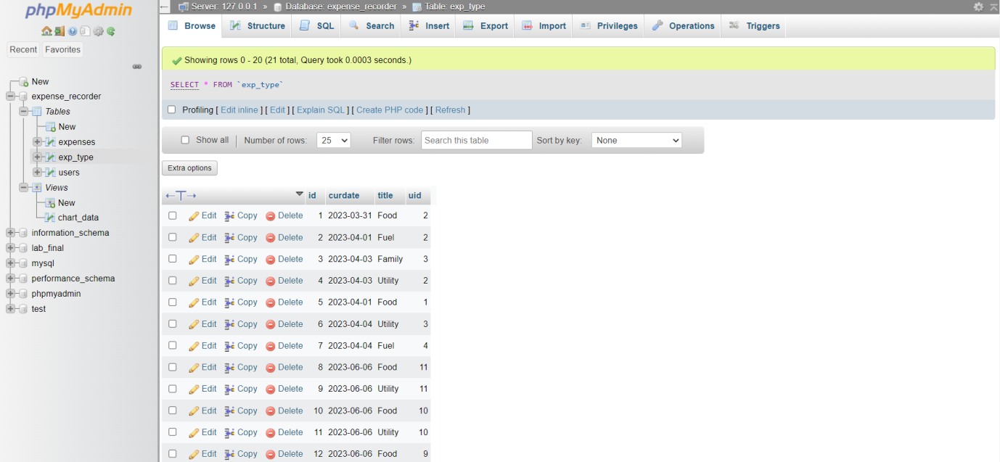 phpMyAdmin
Recent Favorites
New
expense_recorder
Tables
New
expenses
exp_type
users
Views
New
chart_data
information_schema
lab_final
mysql
performance_schema
phpmyadmin
test
Server: 127.0.0.1 » Database: expense_recorder » Table: exp_type
Browse Structure SQL Search Insert Export Import Privileges Operations Triggers
Showing rows 0 - 20 (21 total, Query took 0.0003 seconds.)
SELECT * FROM `exp_type`
Profiling [ Edit inline ] [ Edit ] [ Explain SQL ] [ Create PHP code ] [ Refresh ]
Show all Number of rows: 25 Filter rows: Search this table Sort by key: None
Extra options
←T→ id curdate title uid
Edit Copy Delete 1 2023-03-31 Food 2
Edit Copy Delete 2 2023-04-01 Fuel 2
Edit Copy Delete 3 2023-04-03 Family 3
Edit Copy Delete 4 2023-04-03 Utility 2
Edit Copy Delete 5 2023-04-01 Food 1
Edit Copy Delete 6 2023-04-04 Utility 3
Edit Copy Delete 7 2023-04-04 Fuel 4
Edit Copy Delete 8 2023-06-06 Food 11
Edit Copy Delete 9 2023-06-06 Utility 11
Edit Copy Delete 10 2023-06-06 Food 10
Edit Copy Delete 11 2023-06-06 Utility 10
Edit Copy Delete 12 2023-06-06 Food 9